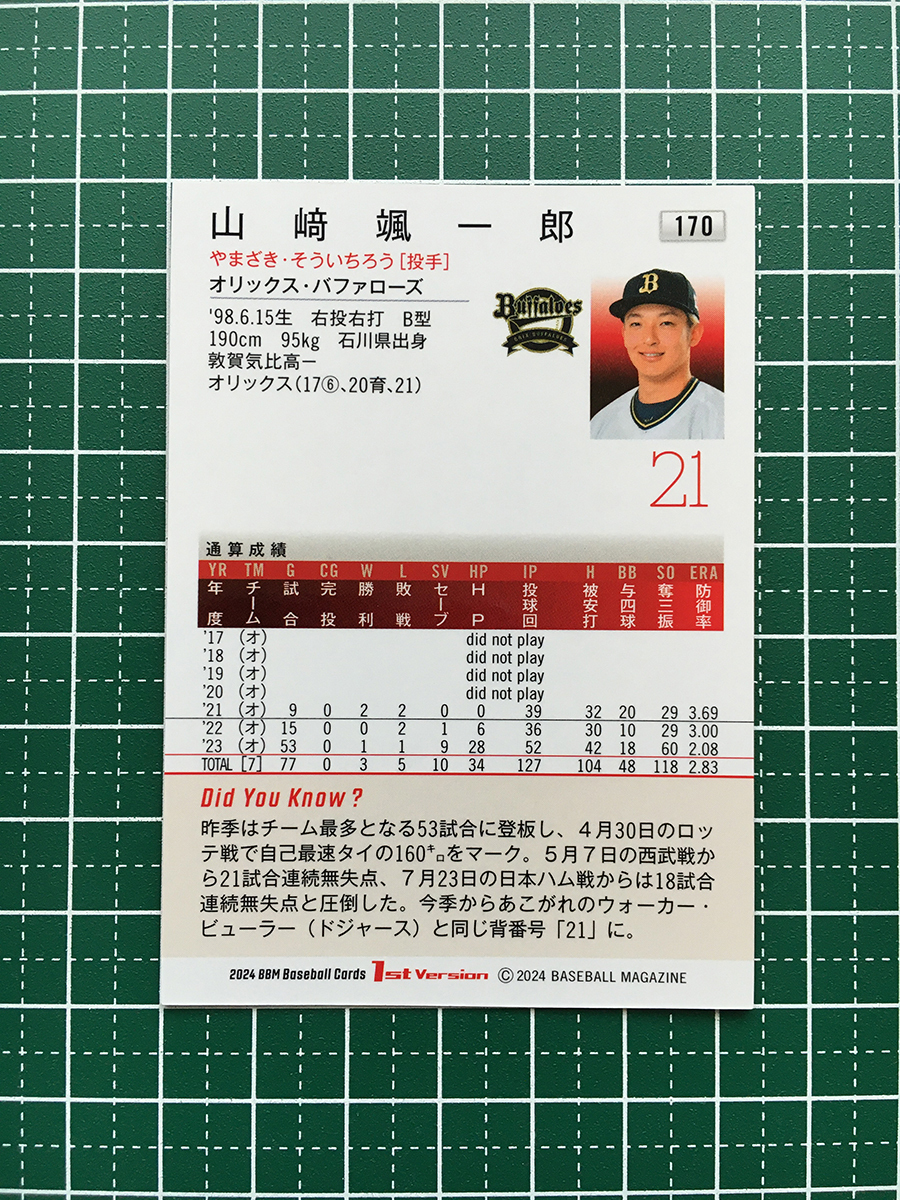 山﨑颯一郎 170
やまざき・そういちろう[投手]
オリックス・バファローズ
Buffaloes
B
'98.6.15生 右投右打 B型
190cm 95kg 石川県出身
敦賀気比高ー
オリックス(17⑥、20育、21)
21
通算成績
YR TM G CG W L SV HP IP H BB SO ERA
年度 チーム 試合 完投 勝利 敗戦 セーブ HP 投球回 被安打 与四球 奪三振 防御率
'17 (オ) did not play
'18 (オ) did not play
'19 (オ) did not play
'20 (オ) did not play
'21 (オ) 9 0 2 2 0 0 39 32 20 29 3.69
'22 (オ) 15 0 0 2 1 6 36 30 10 29 3.00
'23 (オ) 53 0 1 1 9 28 52 42 18 60 2.08
TOTAL [7] 77 0 3 5 10 34 127 104 48 118 2.83
Did You Know ?
昨季はチーム最多となる53試合に登板し、4月30日のロッ
テ戦で自己最速タイの160㌔をマーク。5月7日の西武戦か
ら21試合連続無失点、7月23日の日本ハム戦からは18試合
連続無失点と圧倒した。今季からあこがれのウォーカー・
ビューラー(ドジャース)と同じ背番号「21」に。
2024 BBM Baseball Cards 1st Version © 2024 BASEBALL MAGAZINE